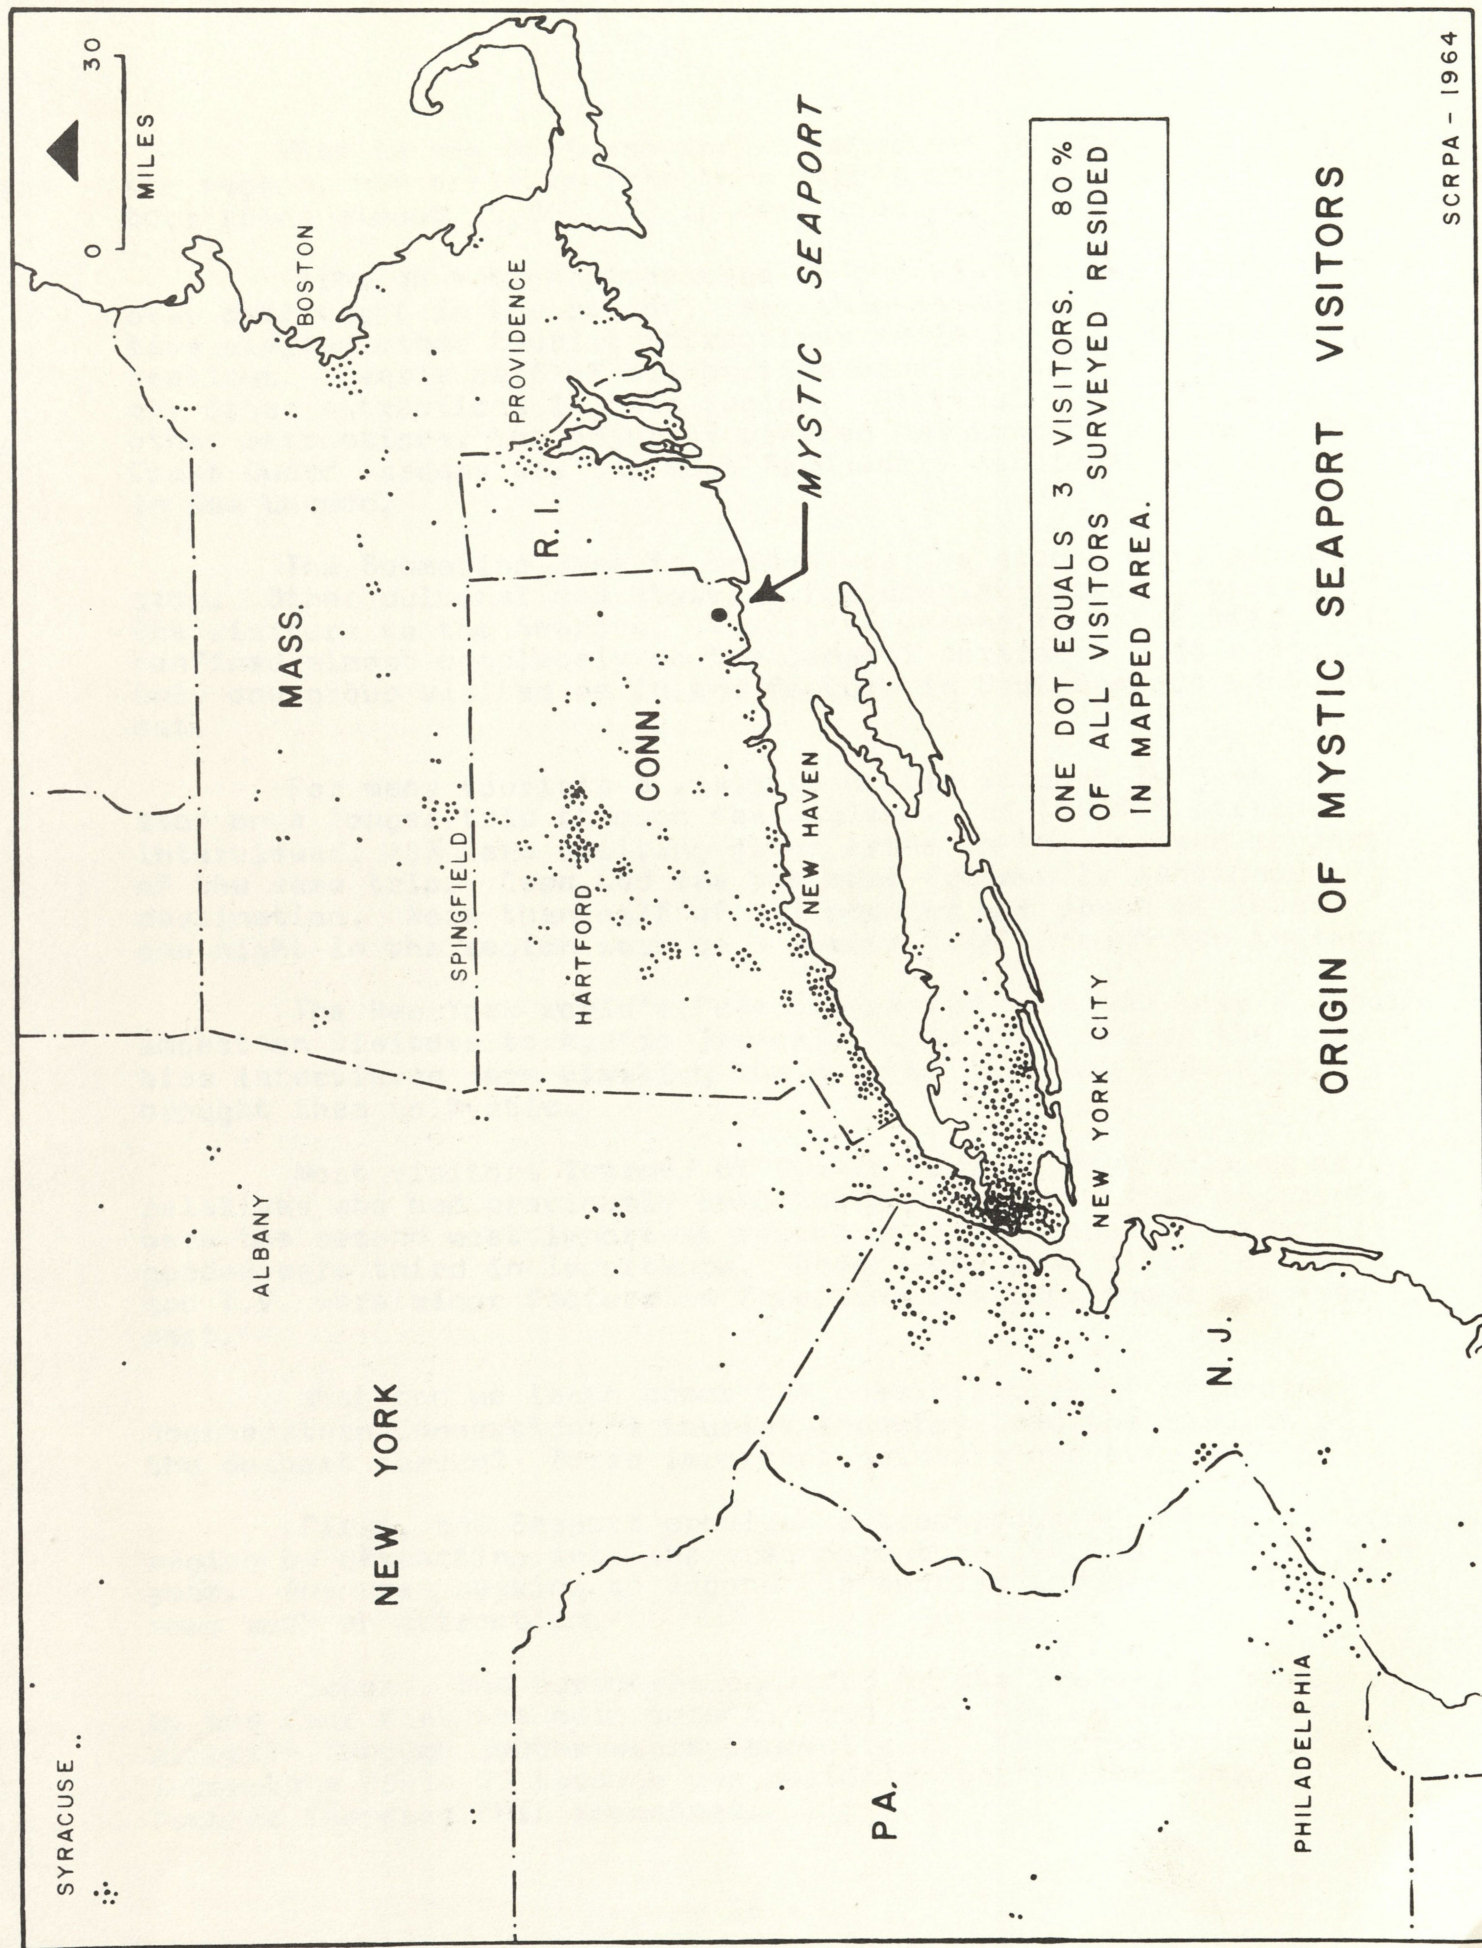 SYRACUSE
ALBANY
NEW YORK
MASS.
BOSTON
0 30
MILES
SPINGFIELD
HARTFORD
CONN.
R. I.
PROVIDENCE
NEW HAVEN
MYSTIC SEAPORT
NEW YORK CITY
N. J.
PA.
PHILADELPHIA
ONE DOT EQUALS 3 VISITORS. 80%
OF ALL VISITORS SURVEYED RESIDED
IN MAPPED AREA.
ORIGIN OF MYSTIC SEAPORT VISITORS
SCRPA - 1964